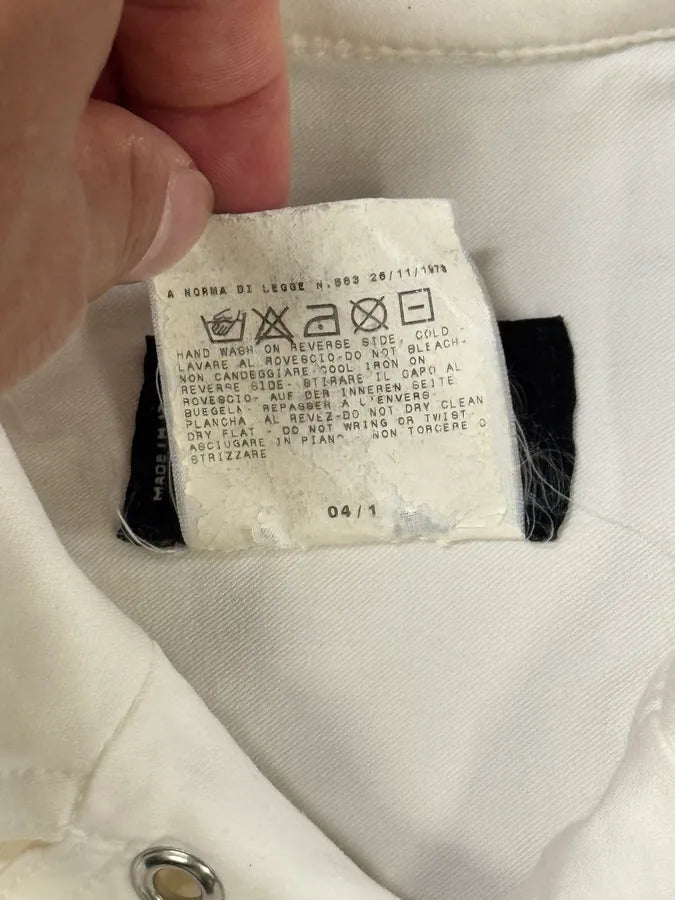 A NORMA DI LEGGE N.883 26/11/1973
HAND WASH ON REVERSE SIDE- COLD -
LAVARE AL ROVESCIO-DO NOT BLEACH-
NON CANDEGGIARE-COOL IRON ON
REVERSE SIDE- STIRARE IL CAPO AL
ROVESCIO- AUF DER INNEREN SEITE
BUEGELN- REPASSER A L'ENVERS-
PLANCHA AL REVEZ-DO NOT DRY CLEAN
DRY FLAT - DO NOT WRING OR TWIST-
ASCIUGARE IN PIANO - NON TORCERE O
STRIZZARE
04/1
MADE IN